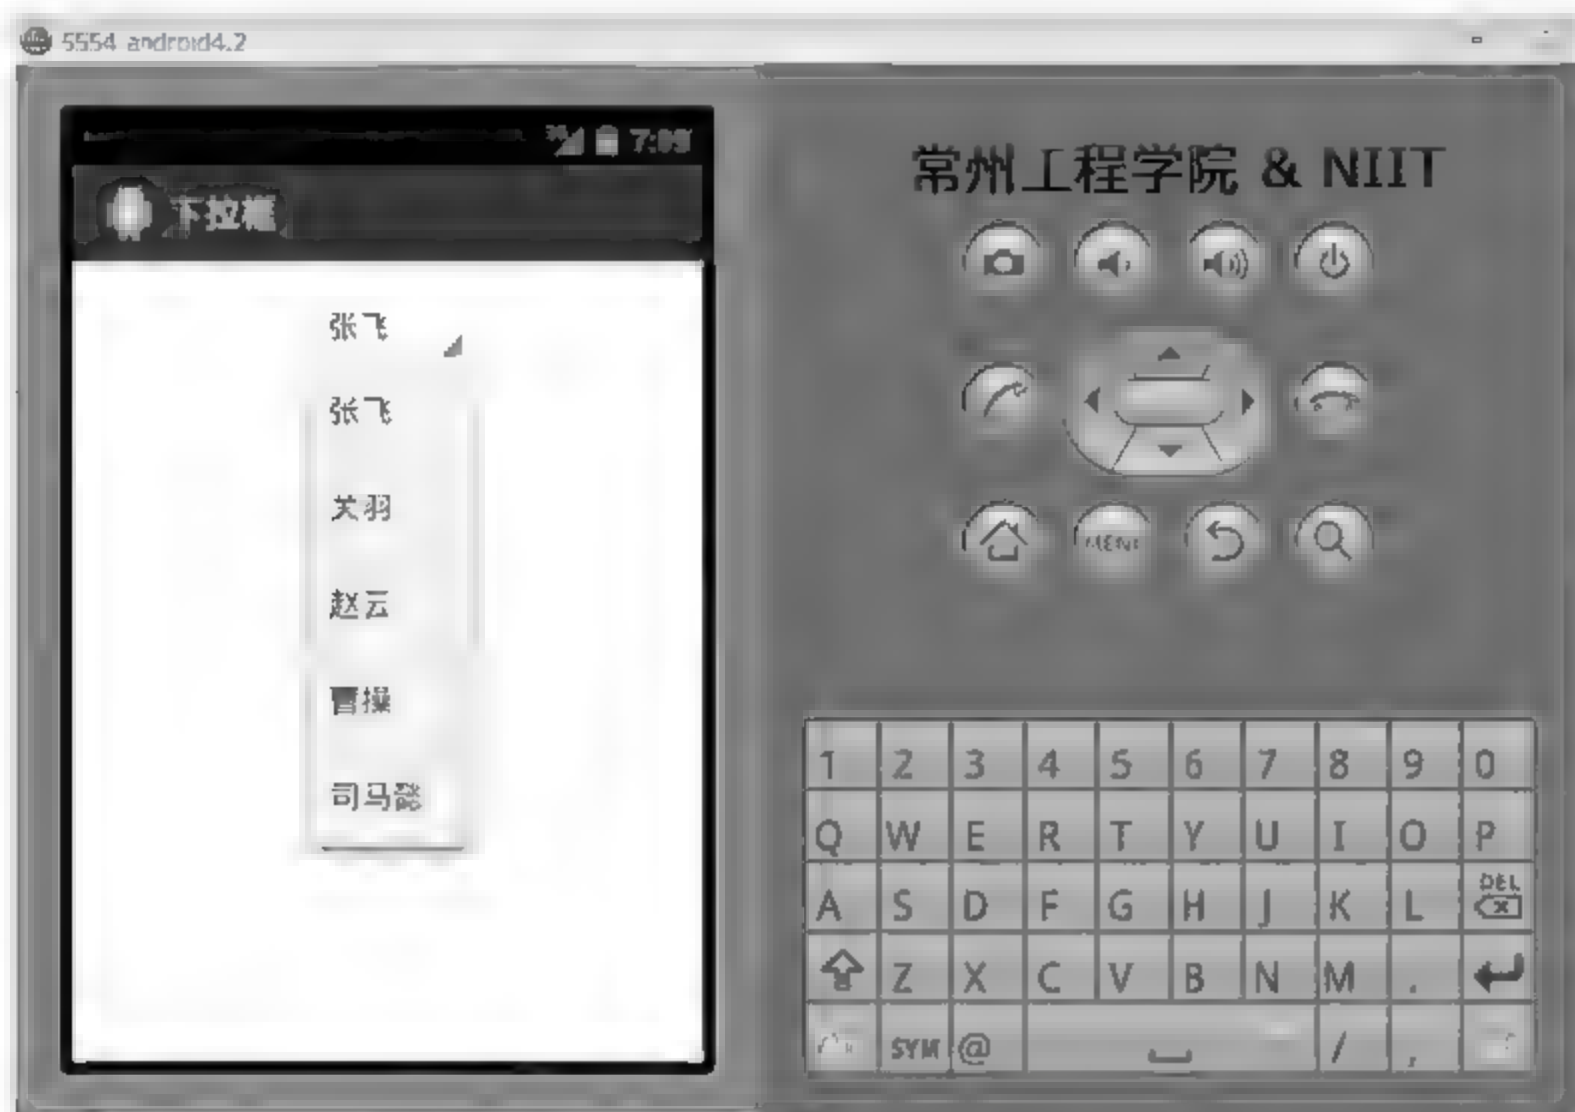 5554 android4.2
7:09
下拉框
张飞
张飞
关羽
赵云
曹操
司马懿
常州工程学院 & NIIT
MENU
1 2 3 4 5 6 7 8 9 0
Q W E R T Y U I O P
A S D F G H J K L DEL
Z X C V B N M .
SYM @ / ,